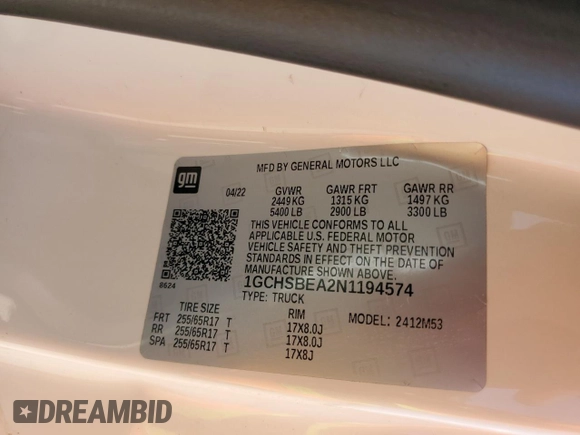 gm
MFD BY GENERAL MOTORS LLC
04/22 GVWR GAWR FRT GAWR RR
2449 KG 1315 KG 1497 KG
5400 LB 2900 LB 3300 LB
THIS VEHICLE CONFORMS TO ALL
APPLICABLE U.S. FEDERAL MOTOR
VEHICLE SAFETY AND THEFT PREVENTION
STANDARDS IN EFFECT ON THE DATE OF
MANUFACTURE SHOWN ABOVE.
8624
1GCHSBEA2N1194574
TYPE: TRUCK
TIRE SIZE RIM MODEL: 2412M53
FRT 255/65R17 T 17X8.0J
RR 255/65R17 T 17X8.0J
SPA 255/65R17 T 17X8J
DREAMBID